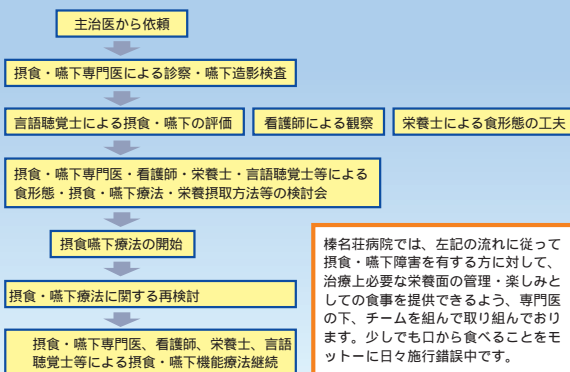 主治医から依頼
摂食・嚥下専門医による診察・嚥下造影検査
言語聴覚士による摂食・嚥下の評価
看護師による観察
栄養士による食形態の工夫
摂食・嚥下専門医・看護師・栄養士・言語聴覚士等による
食形態・摂食・嚥下療法・栄養摂取方法等の検討会
摂食嚥下療法の開始
摂食・嚥下療法に関する再検討
摂食・嚥下専門医、看護師、栄養士、言語
聴覚士等による摂食・嚥下機能療法継続
榛名荘病院では、左記の流れに従って
摂食・嚥下障害を有する方に対して、
治療上必要な栄養面の管理・楽しみと
しての食事を提供できるよう、専門医
の下、チームを組んで取り組んでおり
ます。少しでも口から食べることをモ
ットーに日々施行錯誤中です。